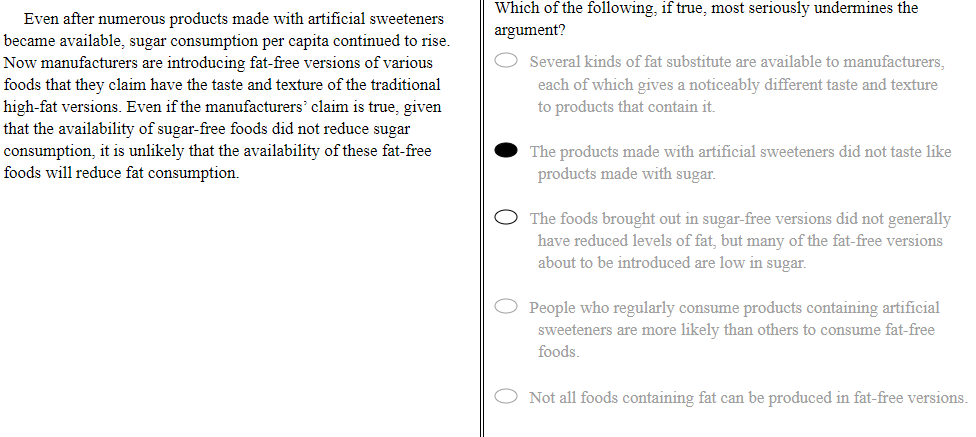 Even after numerous products made with artificial sweeteners
became available, sugar consumption per capita continued to rise.
Now manufacturers are introducing fat-free versions of various
foods that they claim have the taste and texture of the traditional
high-fat versions. Even if the manufacturers’ claim is true, given
that the availability of sugar-free foods did not reduce sugar
consumption, it is unlikely that the availability of these fat-free
foods will reduce fat consumption.
Which of the following, if true, most seriously undermines the
argument?
Several kinds of fat substitute are available to manufacturers,
each of which gives a noticeably different taste and texture
to products that contain it.
The products made with artificial sweeteners did not taste like
products made with sugar.
The foods brought out in sugar-free versions did not generally
have reduced levels of fat, but many of the fat-free versions
about to be introduced are low in sugar.
People who regularly consume products containing artificial
sweeteners are more likely than others to consume fat-free
foods.
Not all foods containing fat can be produced in fat-free versions.